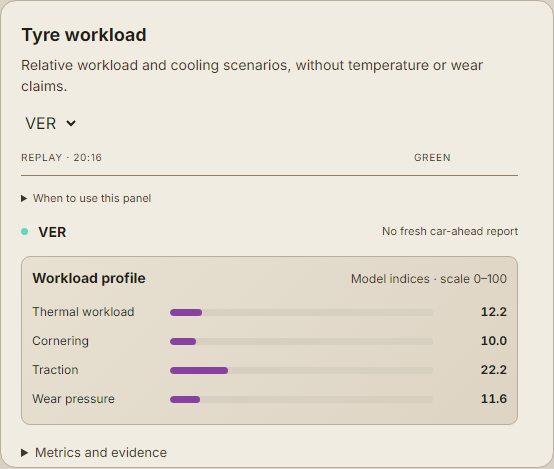 Tyre workload
Relative workload and cooling scenarios, without temperature or wear
claims.
VER
REPLAY · 20:16 GREEN
When to use this panel
VER No fresh car-ahead report
Workload profile Model indices · scale 0–100
Thermal workload 12.2
Cornering 10.0
Traction 22.2
Wear pressure 11.6
Metrics and evidence